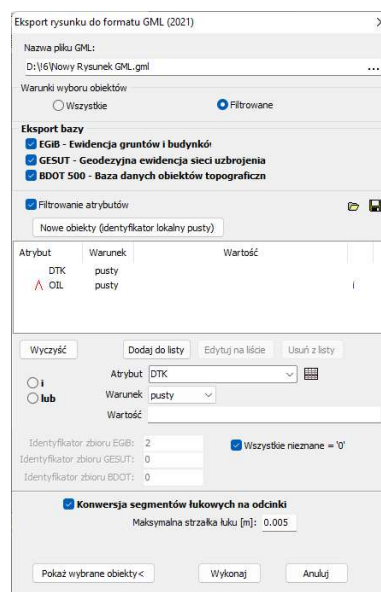 Eksport rysunku do formatu GML (2021)
Nazwa pliku GML:
D:\!6\Nowy Rysunek GML.gml ...
Warunki wyboru obiektów
Wszystkie Filtrowane
Eksport bazy
EGiB - Ewidencja gruntów i budynków
GESUT - Geodezyjna ewidencja sieci uzbrojenia
BDOT 500 - Baza danych obiektów topograficzn
Filtrowanie atrybutów
Nowe obiekty (identyfikator lokalny pusty)
Atrybut Warunek Wartość
DTK pusty
OIL pusty i
Wyczyść Dodaj do listy Edytuj na liście Usuń z listy
i
lub
Atrybut DTK
Warunek pusty
Wartość
Identyfikator zbioru EGiB: 2 Wszystkie nieznane = '0'
Identyfikator zbioru GESUT: 0
Identyfikator zbioru BDOT: 0
Konwersja segmentów łukowych na odcinki
Maksymalna strzałka łuku [m]: 0.005
Pokaż wybrane obiekty< Wykonaj Anuluj